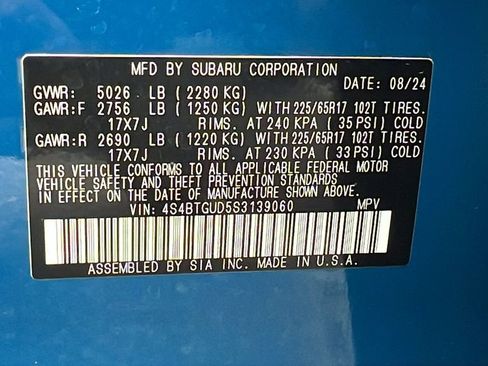 MFD BY SUBARU CORPORATION
DATE: 08/24
GVWR: 5026 LB (2280 KG)
GAWR:F 2756 LB (1250 KG) WITH 225/65R17 102T TIRES.
17X7J RIMS. AT 240 KPA (35 PSI) COLD
GAWR:R 2690 LB (1220 KG) WITH 225/65R17 102T TIRES.
17X7J RIMS. AT 230 KPA (33 PSI) COLD
THIS VEHICLE CONFORMS TO ALL APPLICABLE FEDERAL MOTOR
VEHICLE SAFETY AND THEFT PREVENTION STANDARDS
IN EFFECT ON THE DATE OF MANUFACTURE SHOWN ABOVE.
VIN: 4S4BTGUD5S3139060 MPV
ASSEMBLED BY SIA INC. MADE IN U.S.A.